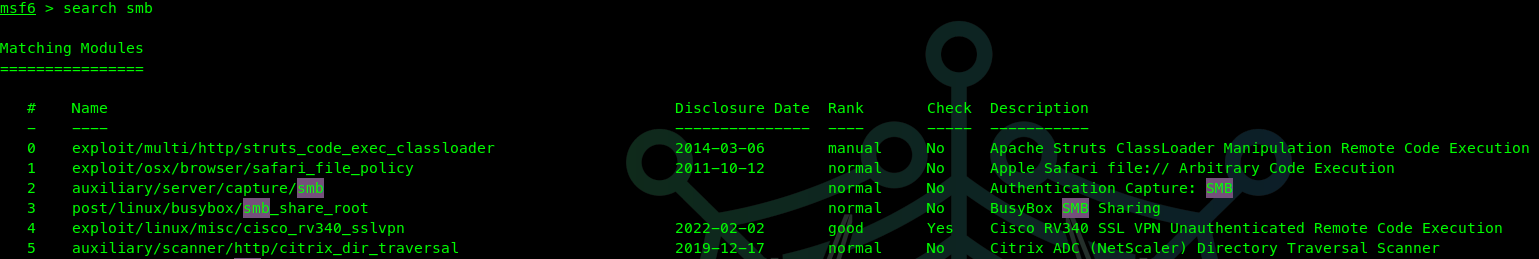 msf6 > search smb
Matching Modules
================
# Name Disclosure Date Rank Check Description
- ---- --------------- ---- ----- -----------
0 exploit/multi/http/struts_code_exec_classloader 2014-03-06 manual No Apache Struts ClassLoader Manipulation Remote Code Execution
1 exploit/osx/browser/safari_file_policy 2011-10-12 normal No Apple Safari file:// Arbitrary Code Execution
2 auxiliary/server/capture/smb normal No Authentication Capture: SMB
3 post/linux/busybox/smb_share_root normal No BusyBox SMB Sharing
4 exploit/linux/misc/cisco_rv340_sslvpn 2022-02-02 good Yes Cisco RV340 SSL VPN Unauthenticated Remote Code Execution
5 auxiliary/scanner/http/citrix_dir_traversal 2019-12-17 normal No Citrix ADC (NetScaler) Directory Traversal Scanner